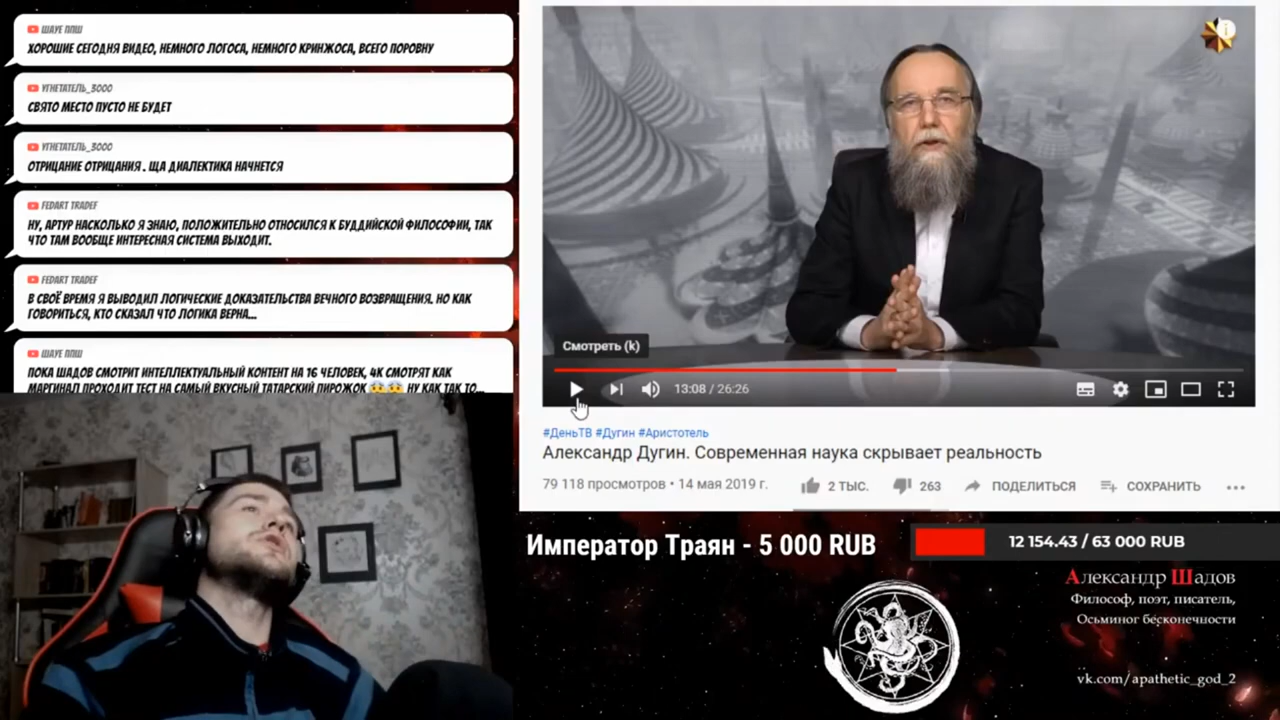 ШАУЕ ППШ
ХОРОШИЕ СЕГОДНЯ ВИДЕО, НЕМНОГО ЛОГОСА, НЕМНОГО КРИНЖОСА, ВСЕГО ПОРОВНУ
УГНЕТАТЕЛЬ_3000
СВЯТО МЕСТО ПУСТО НЕ БУДЕТ
УГНЕТАТЕЛЬ_3000
ОТРИЦАНИЕ ОТРИЦАНИЯ . ЩА ДИАЛЕКТИКА НАЧНЕТСЯ
FEDART TRADEF
НУ, АРТУР НАСКОЛЬКО Я ЗНАЮ, ПОЛОЖИТЕЛЬНО ОТНОСИЛСЯ К БУДДИЙСКОЙ ФИЛОСОФИИ, ТАК
ЧТО ТАМ ВООБЩЕ ИНТЕРЕСНАЯ СИСТЕМА ВЫХОДИТ.
FEDART TRADEF
В СВОЁ ВРЕМЯ Я ВЫВОДИЛ ЛОГИЧЕСКИЕ ДОКАЗАТЕЛЬСТВА ВЕЧНОГО ВОЗВРАЩЕНИЯ. НО КАК
ГОВОРИТЬСЯ, КТО СКАЗАЛ ЧТО ЛОГИКА ВЕРНА...
ШАУЕ ППШ
ПОКА ШАДОВ СМОТРИТ ИНТЕЛЛЕКТУАЛЬНЫЙ КОНТЕНТ НА 16 ЧЕЛОВЕК, 4К СМОТРЯТ КАК
МАРГИНАЛ ПРОХОДИТ ТЕСТ НА САМЫЙ ВКУСНЫЙ ТАТАРСКИЙ ПИРОЖОК НУ КАК ТАК ТО...
Смотреть (k)
13:08 / 26:26
#ДеньТВ #Дугин #Аристотель
Александр Дугин. Современная наука скрывает реальность
79 118 просмотров • 14 мая 2019 г.
2 ТЫС.
263
ПОДЕЛИТЬСЯ
СОХРАНИТЬ
Император Траян - 5 000 RUB
12 154.43 / 63 000 RUB
Александр Шадов
Философ, поэт, писатель,
Осьминог бесконечности
vk.com/apathetic_god_2